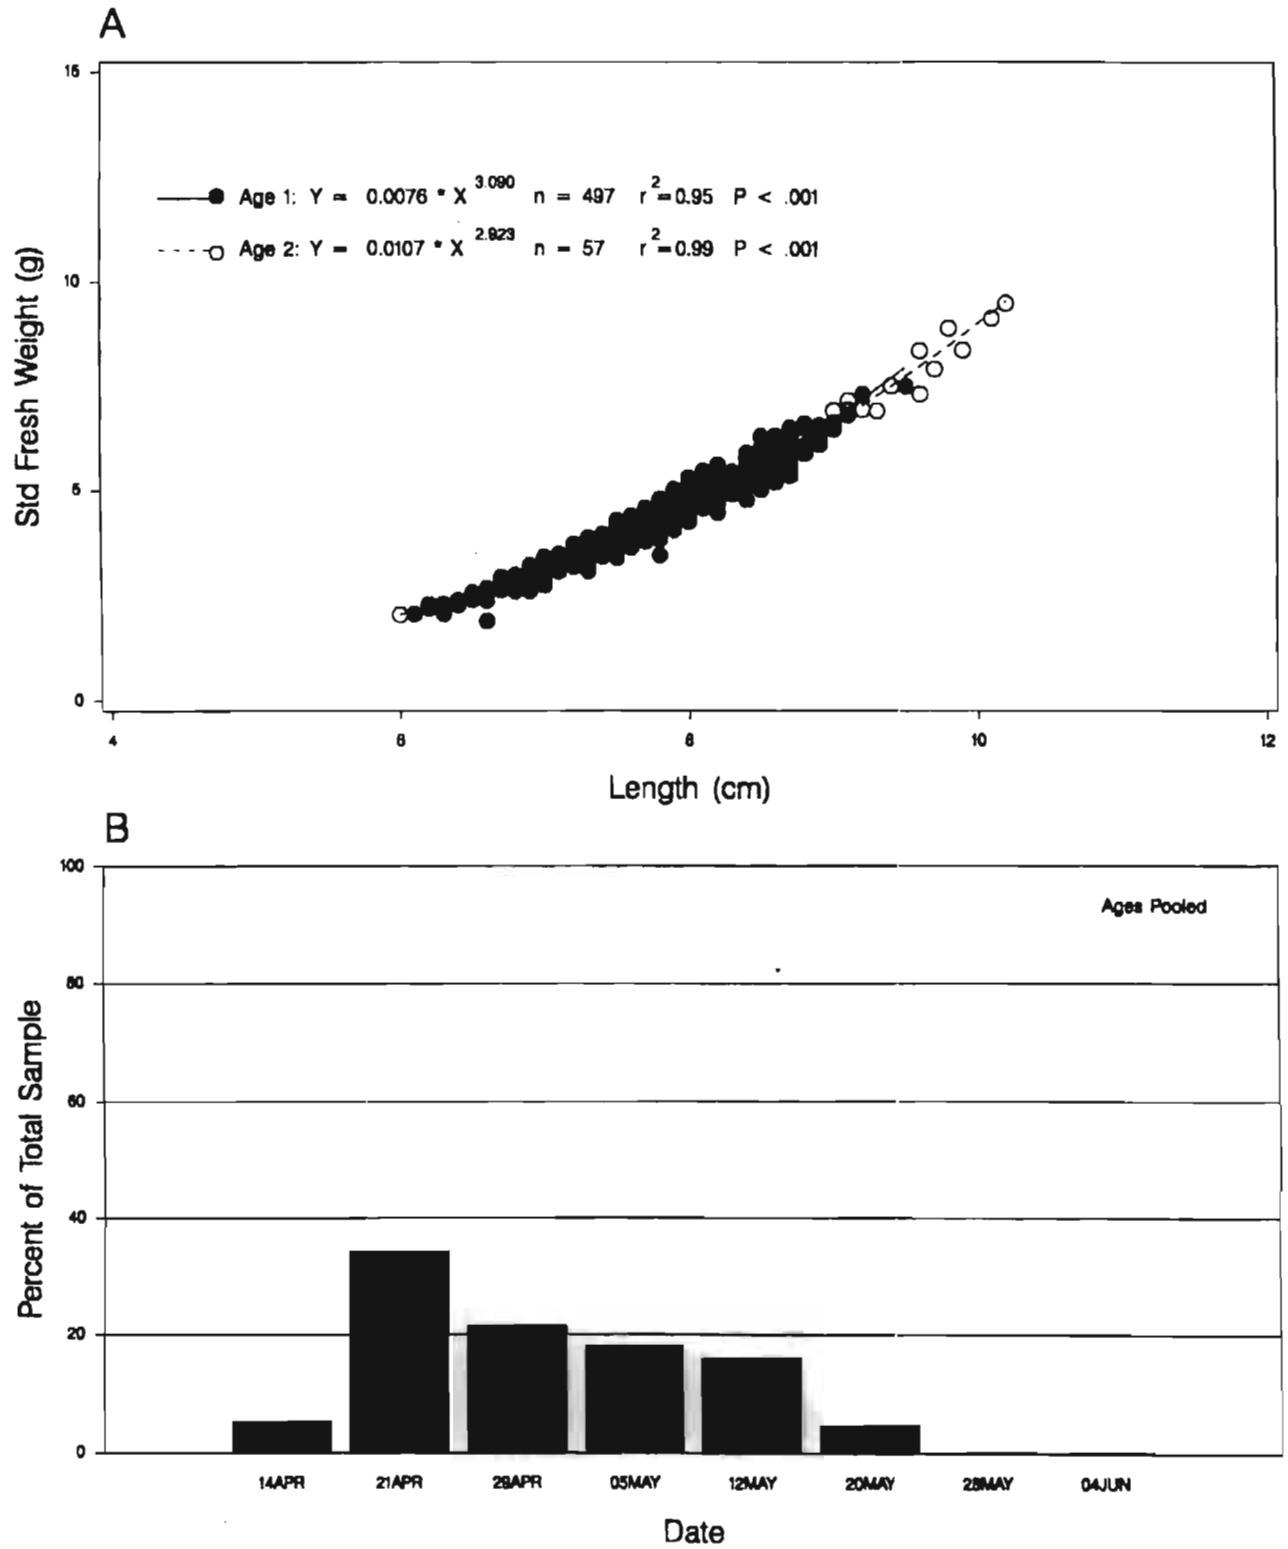 A
15
Age 1: Y = 0.0076 * X 3.090 n = 497 r 2 = 0.95 P < .001
Age 2: Y = 0.0107 * X 2.923 n = 57 r 2 = 0.99 P < .001
10
5
0
Std Fresh Weight (g)
4 6 8 10 12
Length (cm)
B
100
Ages Pooled
80
60
40
20
0
Percent of Total Sample
14APR 21APR 28APR 05MAY 12MAY 20MAY 28MAY 04JUN
Date